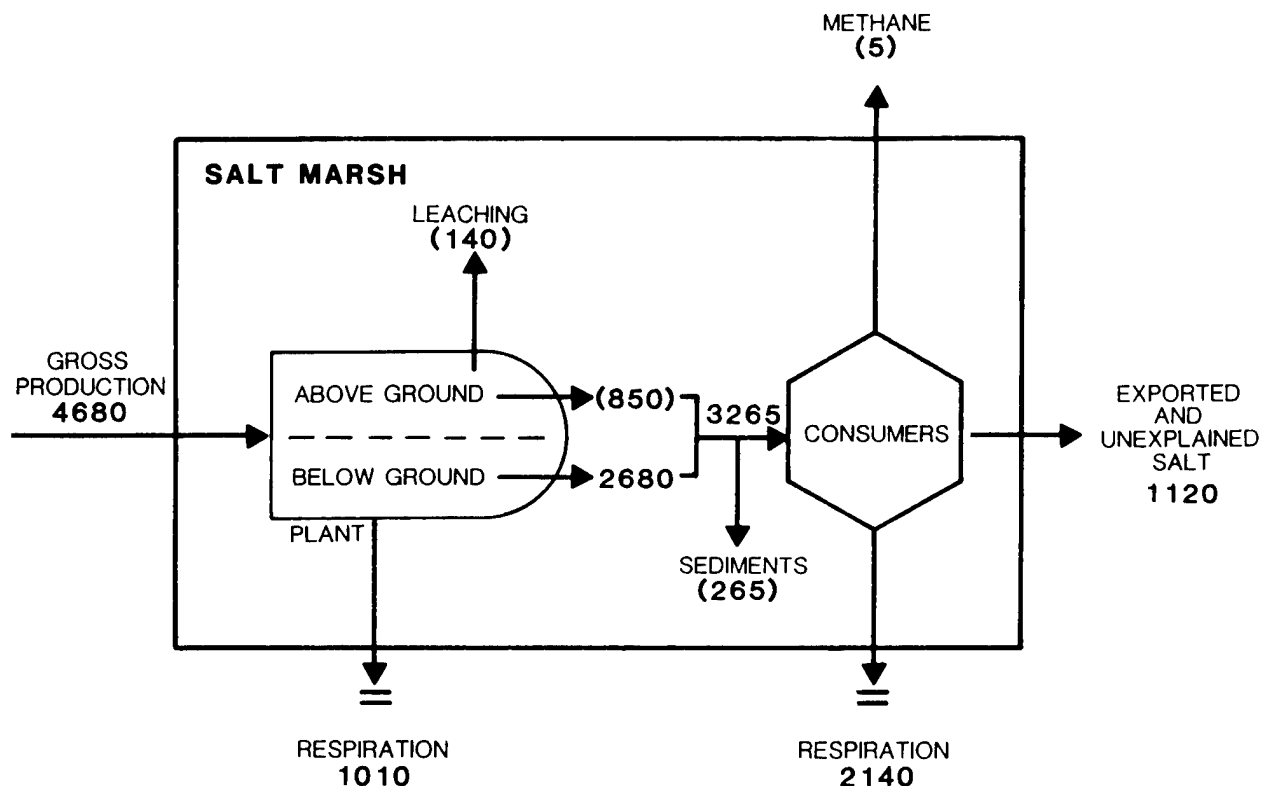 METHANE
(5)
SALT MARSH
LEACHING
(140)
GROSS
PRODUCTION
4680
ABOVE GROUND
(850)
3265
CONSUMERS
EXPORTED
AND
UNEXPLAINED
SALT
1120
BELOW GROUND
2680
PLANT
SEDIMENTS
(265)
RESPIRATION
1010
RESPIRATION
2140